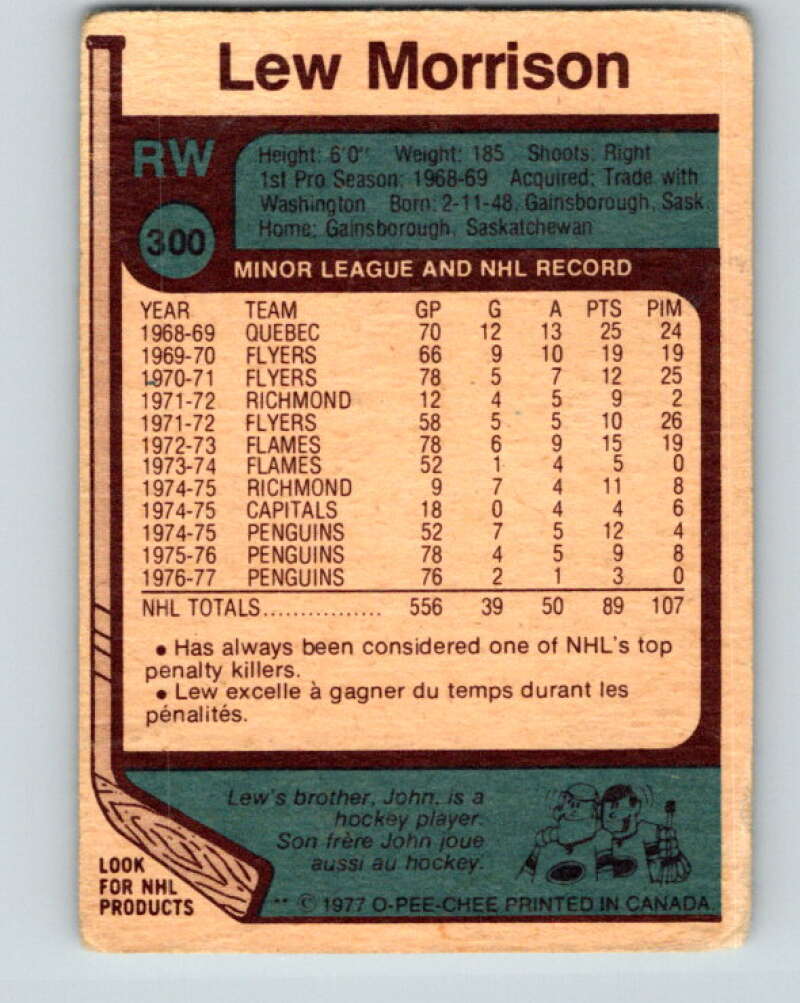 Lew Morrison
RW
300
Height: 6'0" Weight: 185 Shoots: Right
1st Pro Season: 1968-69 Acquired: Trade with
Washington Born: 2-11-48, Gainsborough, Sask.
Home: Gainsborough, Saskatchewan
MINOR LEAGUE AND NHL RECORD
YEAR TEAM GP G A PTS PIM
1968-69 QUEBEC 70 12 13 25 24
1969-70 FLYERS 66 9 10 19 19
1970-71 FLYERS 78 5 7 12 25
1971-72 RICHMOND 12 4 5 9 2
1971-72 FLYERS 58 5 5 10 26
1972-73 FLAMES 78 6 9 15 19
1973-74 FLAMES 52 1 4 5 0
1974-75 RICHMOND 9 7 4 11 8
1974-75 CAPITALS 18 0 4 4 6
1974-75 PENGUINS 52 7 5 12 4
1975-76 PENGUINS 78 4 5 9 8
1976-77 PENGUINS 76 2 1 3 0
NHL TOTALS................ 556 39 50 89 107
• Has always been considered one of NHL's top
penalty killers.
• Lew excelle à gagner du temps durant les
pénalités.
Lew's brother, John, is a
hockey player.
Son frère John joue
aussi au hockey.
LOOK
FOR NHL
PRODUCTS
** © 1977 O-PEE-CHEE PRINTED IN CANADA